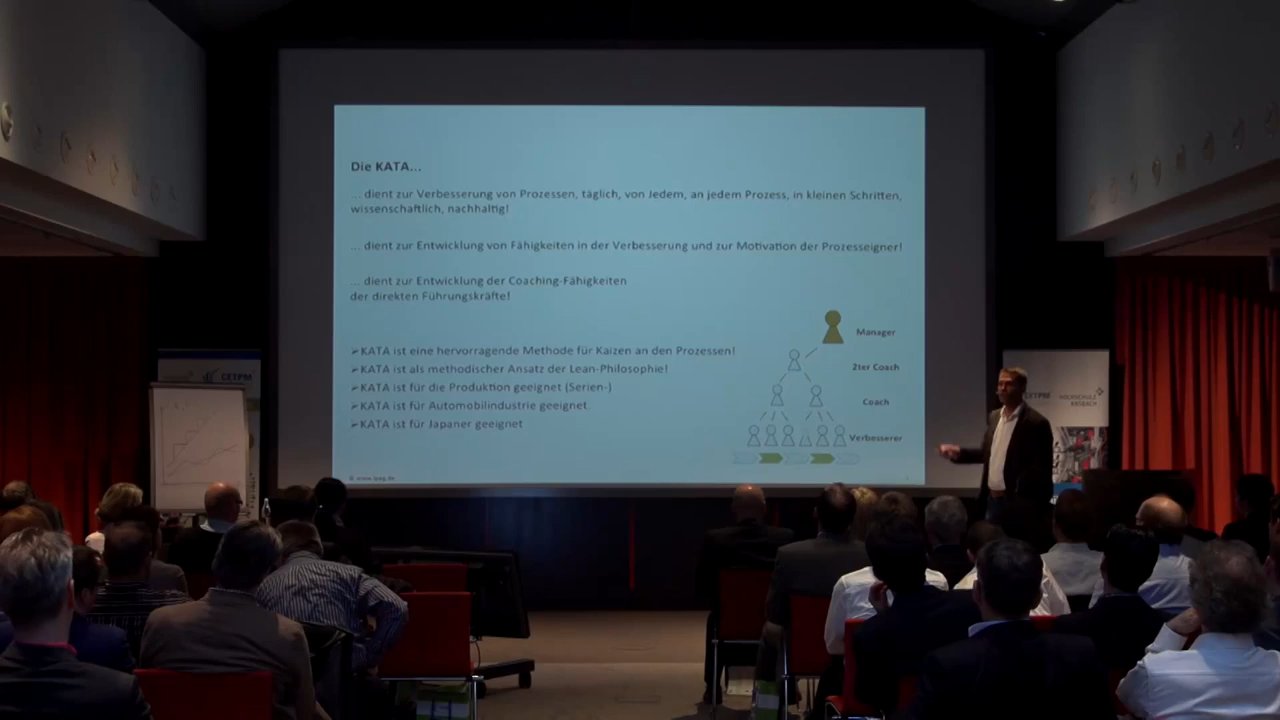 Die KATA...
... dient zur Verbesserung von Prozessen, täglich, von Jedem, an jedem Prozess, in kleinen Schritten,
wissenschaftlich, nachhaltig!
... dient zur Entwicklung von Fähigkeiten in der Verbesserung und zur Motivation der Prozesseigner!
... dient zur Entwicklung der Coaching-Fähigkeiten
der direkten Führungskräfte!
➢KATA ist eine hervorragende Methode für Kaizen an den Prozessen!
➢KATA ist als methodischer Ansatz der Lean-Philosophie!
➢KATA ist für die Produktion geeignet (Serien-)
➢KATA ist für Automobilindustrie geeignet.
➢KATA ist für Japaner geeignet
Manager
2ter Coach
Coach
Verbesserer
CETPM
CETPM
HOCHSCHULE
ANSBACH